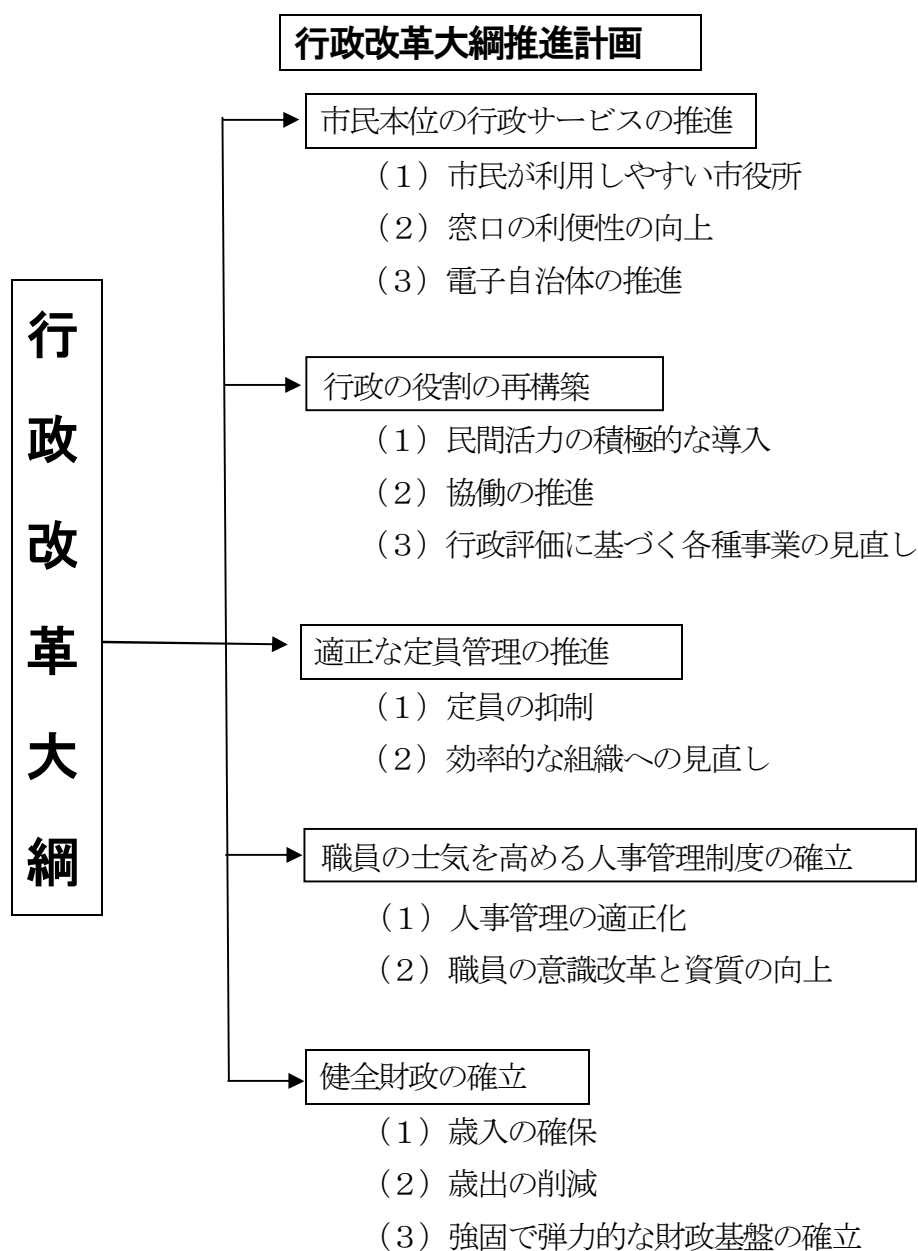 行政改革大綱推進計画
行政改革大綱
市民本位の行政サービスの推進
（１）市民が利用しやすい市役所
（２）窓口の利便性の向上
（３）電子自治体の推進
行政の役割の再構築
（１）民間活力の積極的な導入
（２）協働の推進
（３）行政評価に基づく各種事業の見直し
適正な定員管理の推進
（１）定員の抑制
（２）効率的な組織への見直し
職員の士気を高める人事管理制度の確立
（１）人事管理の適正化
（２）職員の意識改革と資質の向上
健全財政の確立
（１）歳入の確保
（２）歳出の削減
（３）強固で弾力的な財政基盤の確立